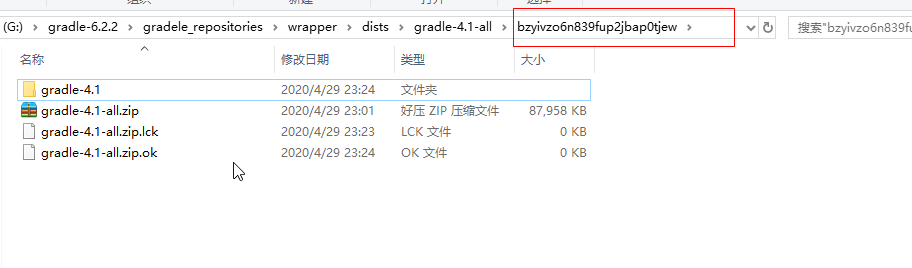 (G:) › gradle-6.2.2 › gradele_repositories › wrapper › dists › gradle-4.1-all › bzyivzo6n839fup2jbap0tjew › 搜索"bzyivzo6n839fu
名称 修改日期 类型 大小
gradle-4.1 2020/4/29 23:24 文件夹
gradle-4.1-all.zip 2020/4/29 23:01 好压 ZIP 压缩文件 87,958 KB
gradle-4.1-all.zip.lck 2020/4/29 23:23 LCK 文件 0 KB
gradle-4.1-all.zip.ok 2020/4/29 23:24 OK 文件 0 KB